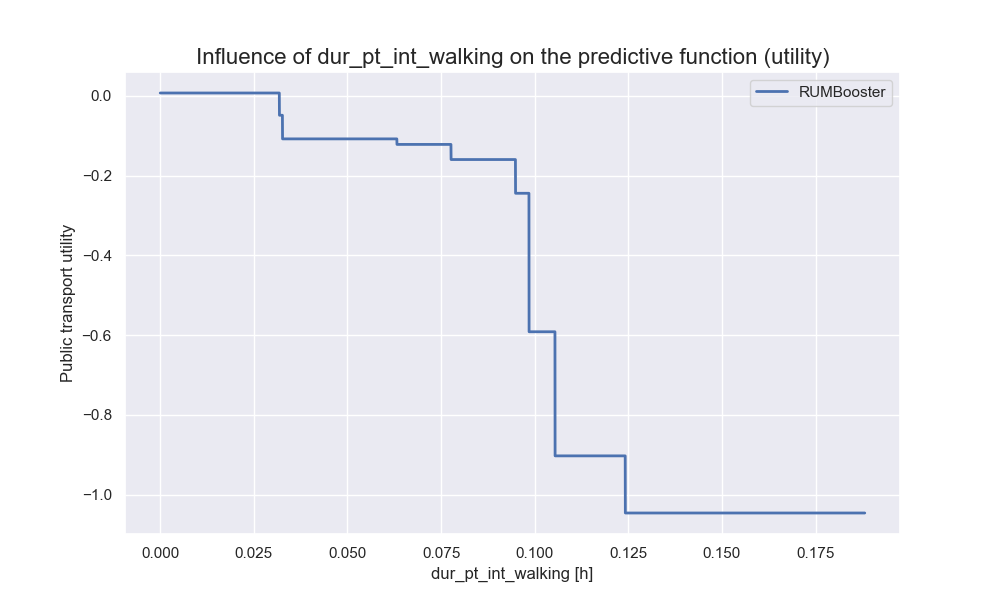 Influence of dur_pt_int_walking on the predictive function (utility)
RUMBooster
Public transport utility
0.0
−0.2
−0.4
−0.6
−0.8
−1.0
0.000 0.025 0.050 0.075 0.100 0.125 0.150 0.175
dur_pt_int_walking [h]